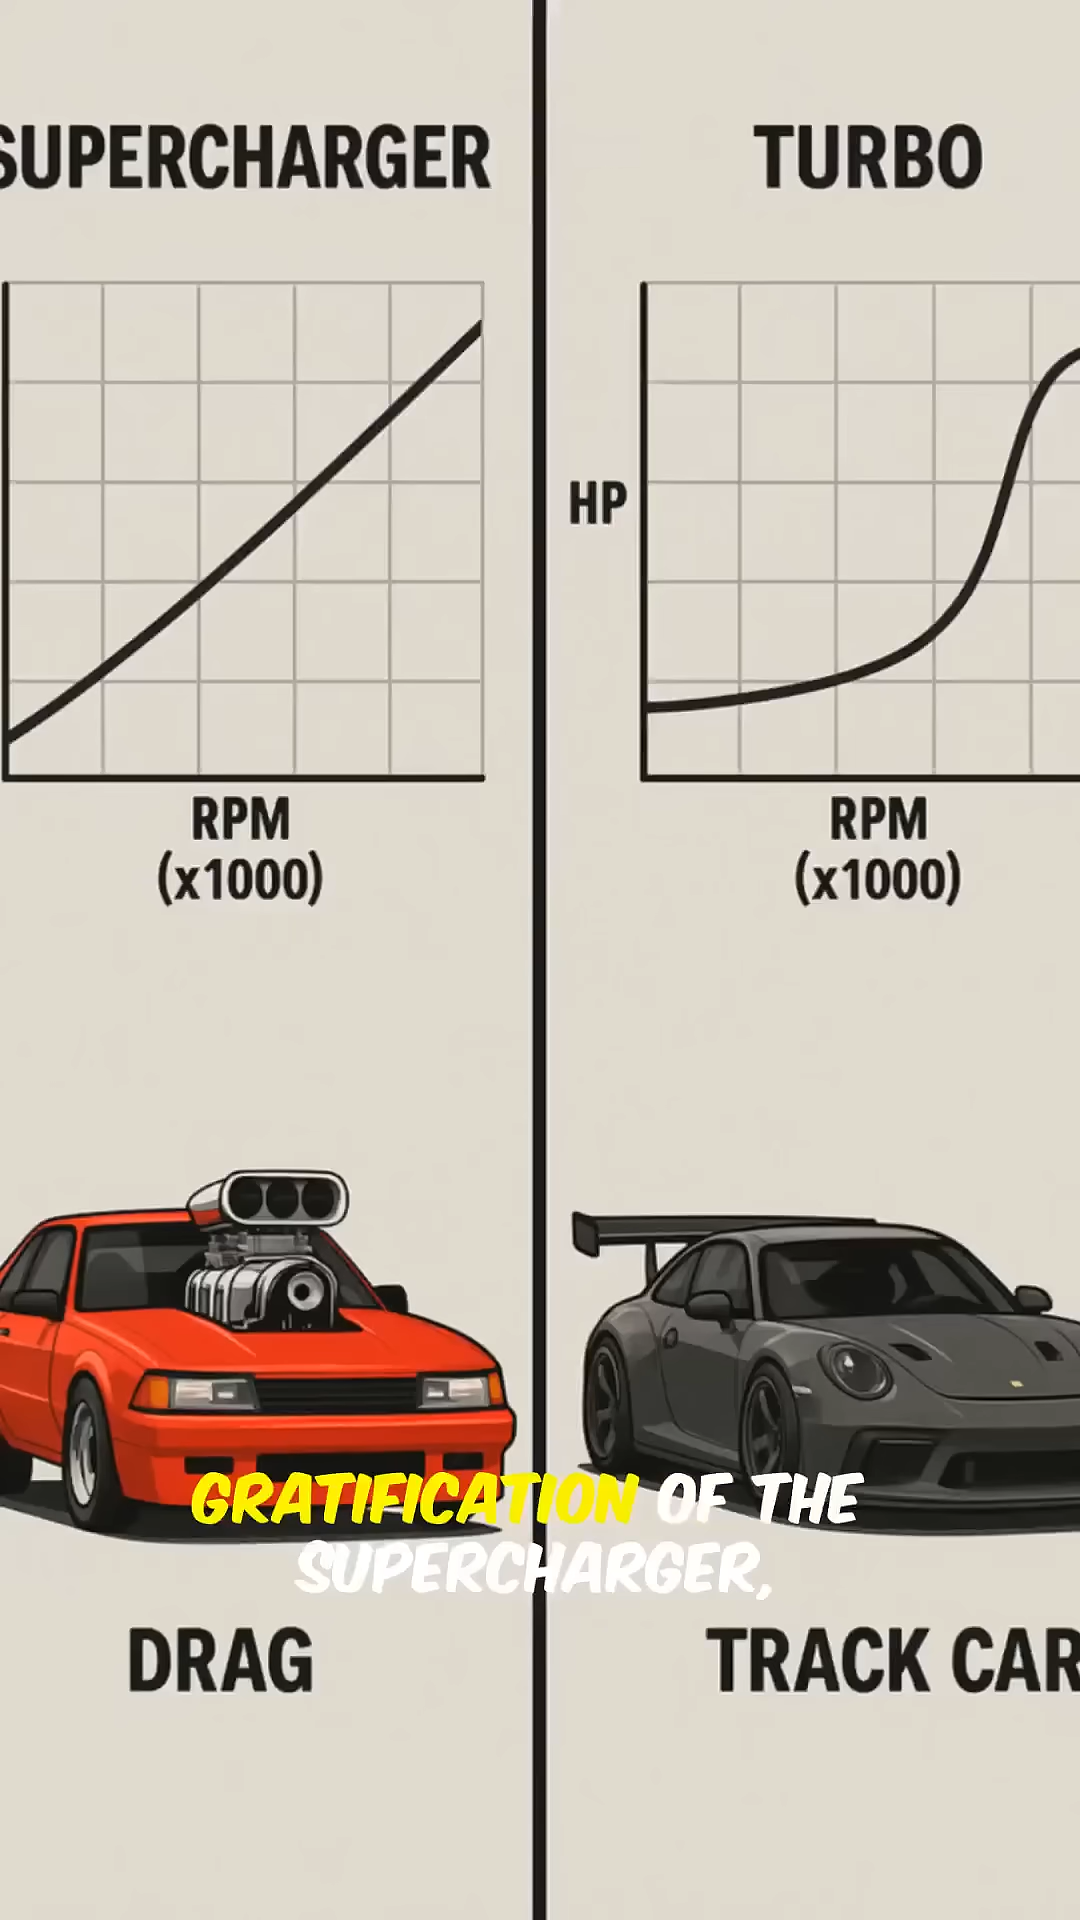 SUPERCHARGER
TURBO
HP
RPM
(x1000)
RPM
(x1000)
GRATIFICATION OF THE
SUPERCHARGER,
DRAG
TRACK CAR